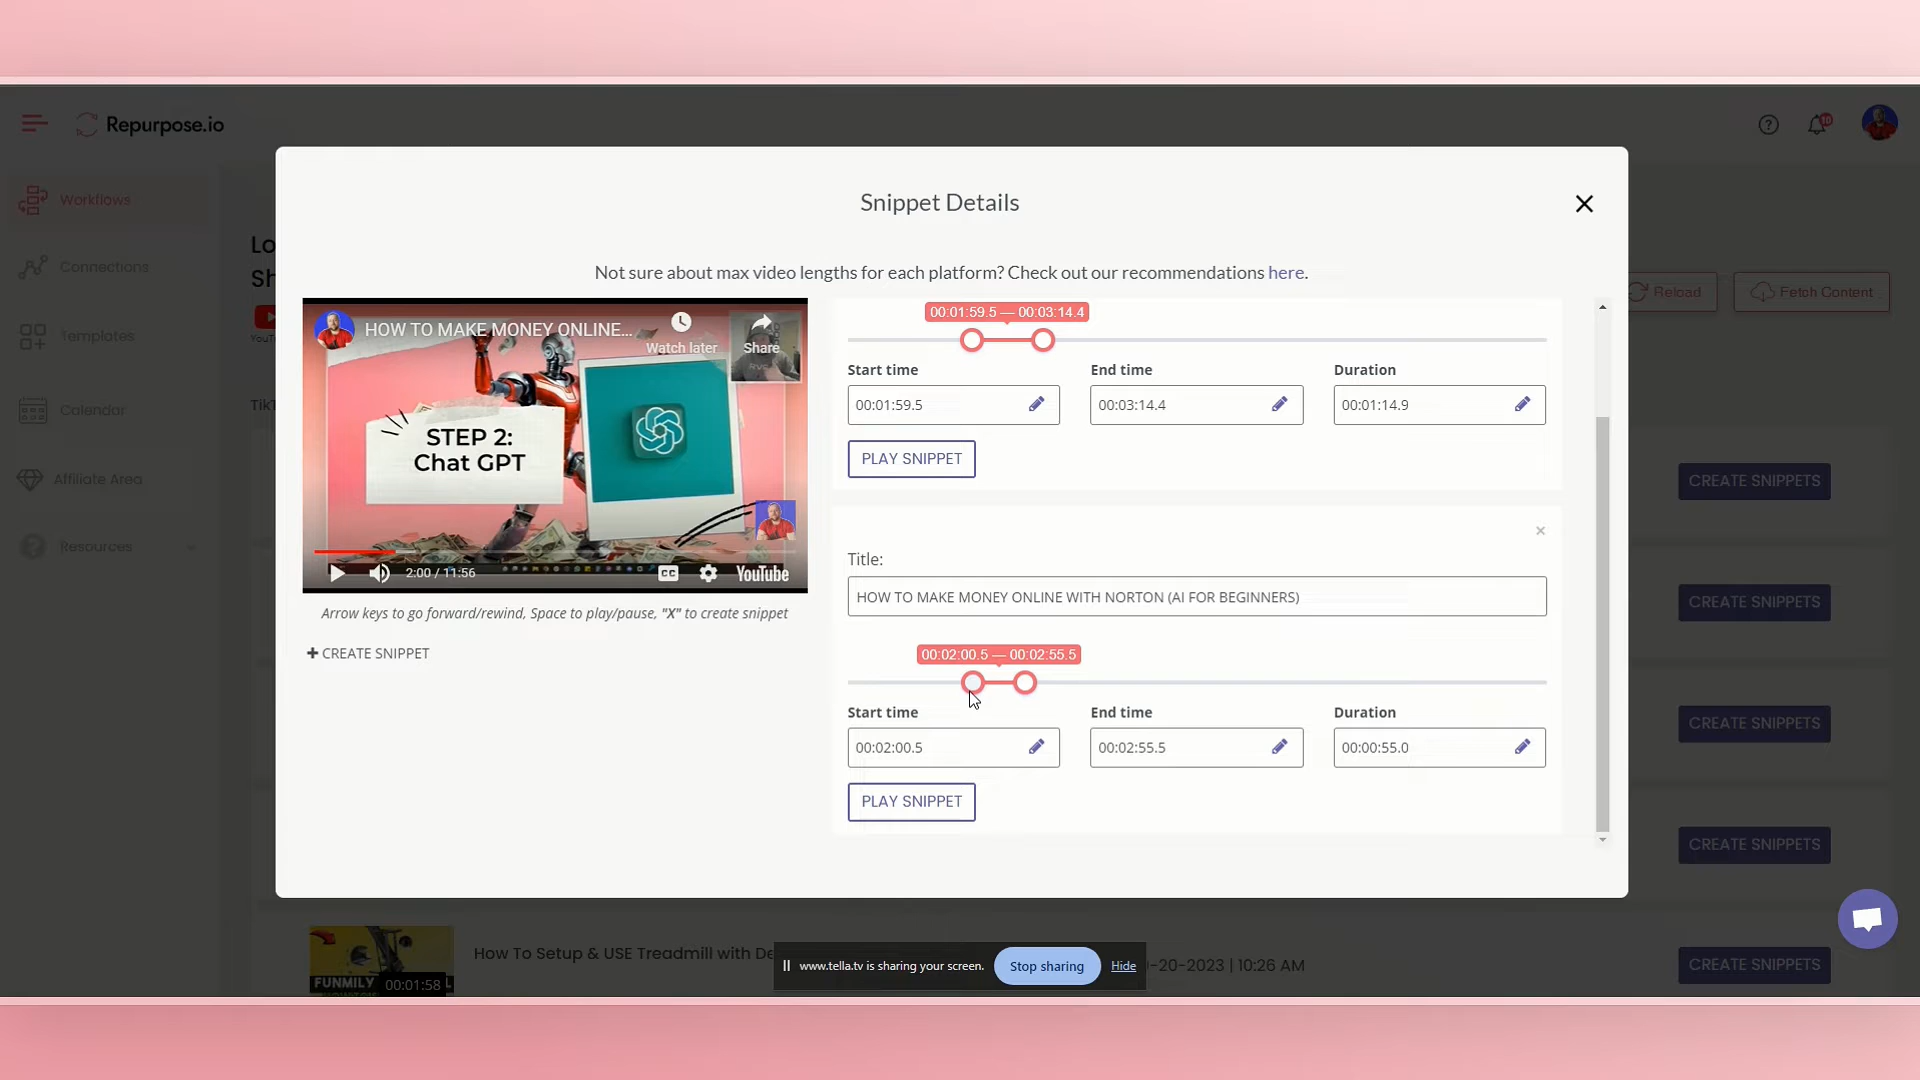 Repurpose.io
10
Workflows
Connections
Templates
Calendar
Affiliate Area
Resources
Lo
Sh
TikT
Reload
Fetch Content
Snippet Details
Not sure about max video lengths for each platform? Check out our recommendations here.
HOW TO MAKE MONEY ONLINE...
Watch later
Share
STEP 2:
Chat GPT
2:00 / 11:56
CC
YouTube
Arrow keys to go forward/rewind, Space to play/pause, "X" to create snippet
+ CREATE SNIPPET
00:01:59.5 — 00:03:14.4
Start time
End time
Duration
00:01:59.5
00:03:14.4
00:01:14.9
PLAY SNIPPET
×
Title:
HOW TO MAKE MONEY ONLINE WITH NORTON (AI FOR BEGINNERS)
00:02:00.5 — 00:02:55.5
Start time
End time
Duration
00:02:00.5
00:02:55.5
00:00:55.0
PLAY SNIPPET
CREATE SNIPPETS
CREATE SNIPPETS
CREATE SNIPPETS
CREATE SNIPPETS
CREATE SNIPPETS
FUNMILY
00:01:58
How To Setup & USE Treadmill with De
-20-2023 | 10:26 AM
www.tella.tv is sharing your screen.
Stop sharing
Hide